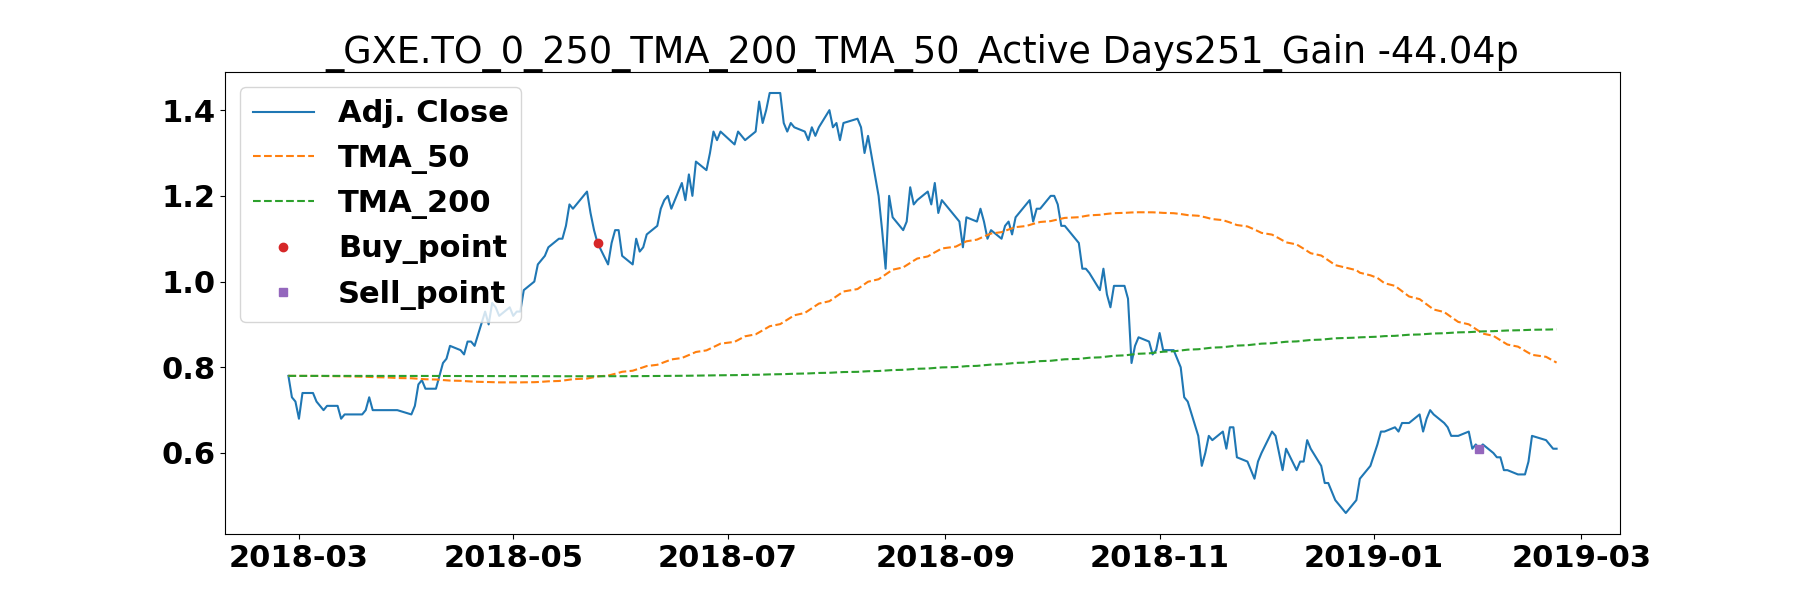 _GXE.TO_0_250_TMA_200_TMA_50_Active Days251_Gain -44.04p
Adj. Close
TMA_50
TMA_200
Buy_point
Sell_point
1.4
1.2
1.0
0.8
0.6
2018-03 2018-05 2018-07 2018-09 2018-11 2019-01 2019-03